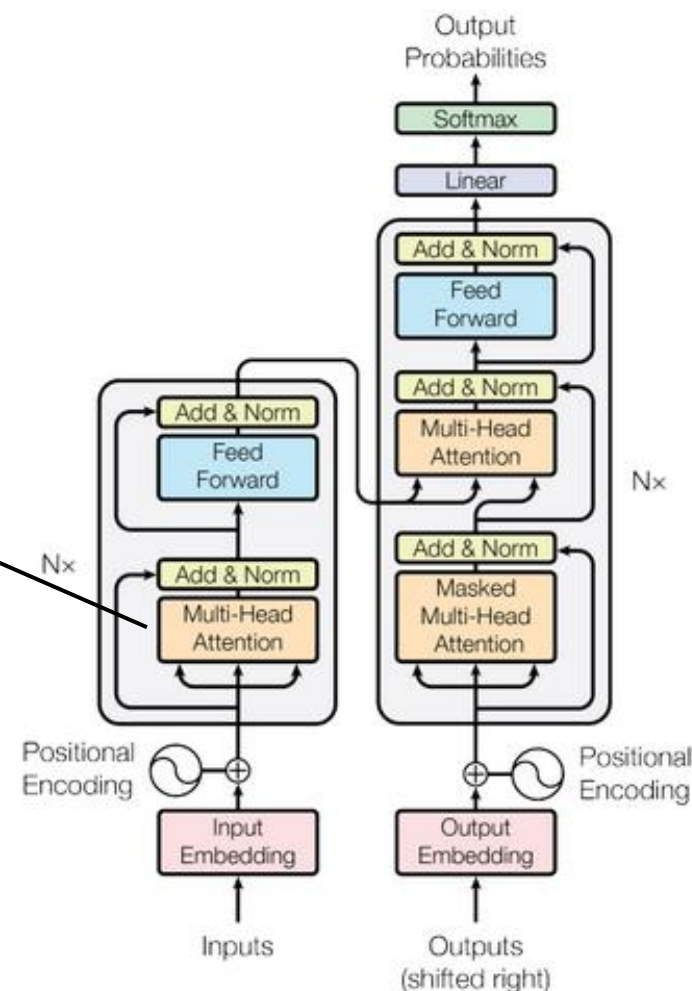 Output
Probabilities
Softmax
Linear
Add & Norm
Feed
Forward
Add & Norm
Multi-Head
Attention
Add & Norm
Masked
Multi-Head
Attention
Nx
Add & Norm
Feed
Forward
Add & Norm
Multi-Head
Attention
Nx
Positional
Encoding
Positional
Encoding
Input
Embedding
Output
Embedding
Inputs
Outputs
(shifted right)